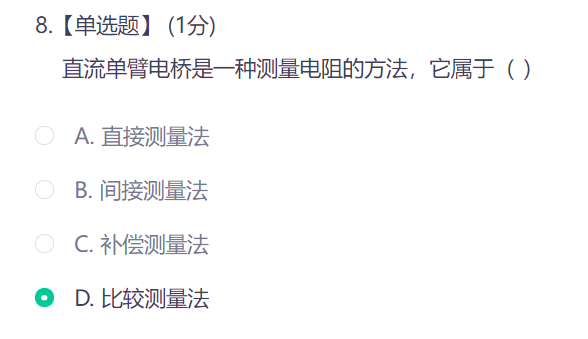 8.【单选题】 (1分)
直流单臂电桥是一种测量电阻的方法，它属于（ ）
A. 直接测量法
B. 间接测量法
C. 补偿测量法
D. 比较测量法